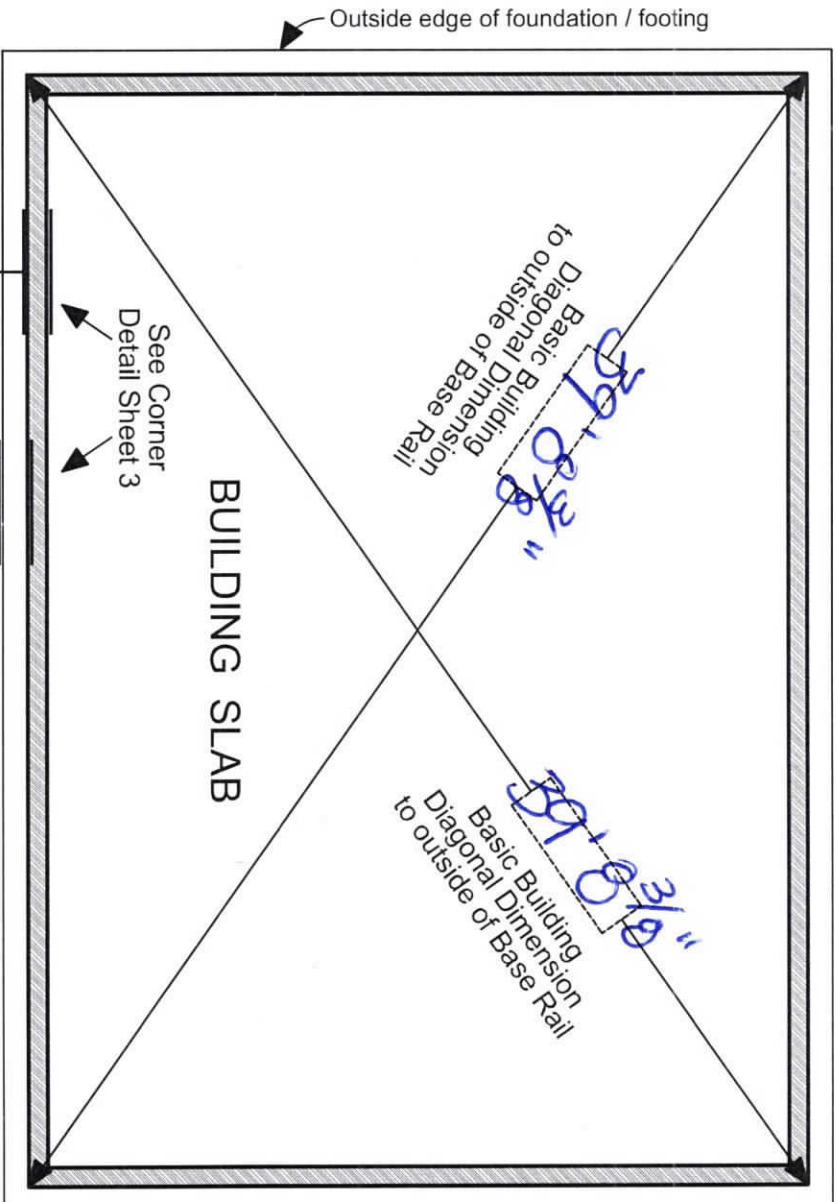 Outside edge of foundation / footing
Basic Building
Diagonal Dimension
to outside of Base Rail
39' 8 3/8"
39' 8 3/8"
Basic Building
Diagonal Dimension
to outside of Base Rail
See Corner
Detail Sheet 3
BUILDING SLAB